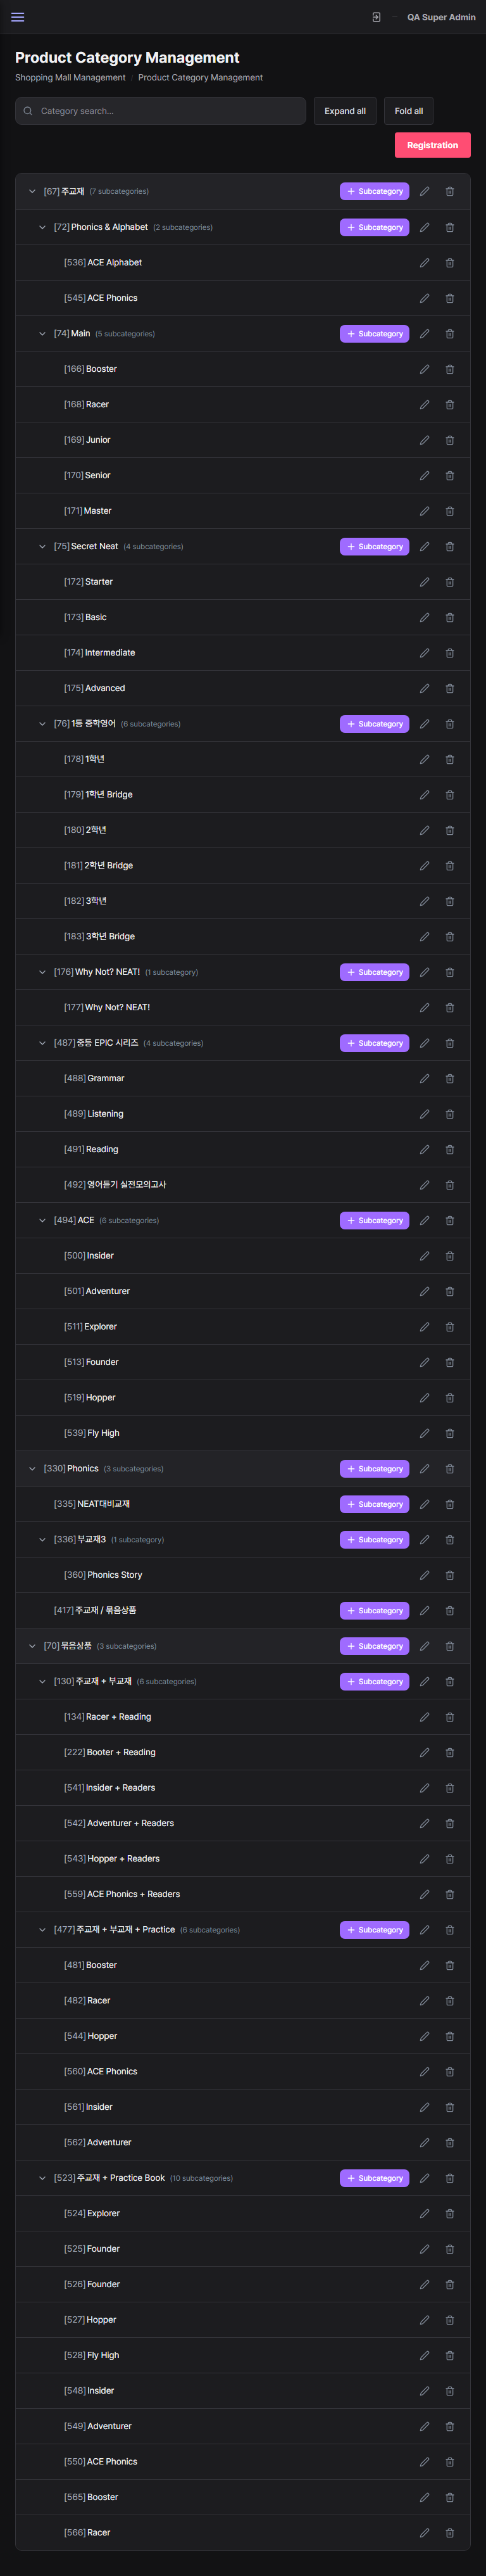 QA Super Admin
Product Category Management
Shopping Mall Management / Product Category Management
Category search...
Expand all
Fold all
Registration
[67] 주교재 (7 subcategories) + Subcategory
[72] Phonics & Alphabet (2 subcategories) + Subcategory
[536] ACE Alphabet
[545] ACE Phonics
[74] Main (5 subcategories) + Subcategory
[166] Booster
[168] Racer
[169] Junior
[170] Senior
[171] Master
[75] Secret Neat (4 subcategories) + Subcategory
[172] Starter
[173] Basic
[174] Intermediate
[175] Advanced
[76] 1등 중학영어 (6 subcategories) + Subcategory
[178] 1학년
[179] 1학년 Bridge
[180] 2학년
[181] 2학년 Bridge
[182] 3학년
[183] 3학년 Bridge
[176] Why Not? NEAT! (1 subcategory) + Subcategory
[177] Why Not? NEAT!
[487] 중등 EPIC 시리즈 (4 subcategories) + Subcategory
[488] Grammar
[489] Listening
[491] Reading
[492] 영어듣기 실전모의고사
[494] ACE (6 subcategories) + Subcategory
[500] Insider
[501] Adventurer
[511] Explorer
[513] Founder
[519] Hopper
[539] Fly High
[330] Phonics (3 subcategories) + Subcategory
[335] NEAT대비교재 + Subcategory
[336] 부교재3 (1 subcategory) + Subcategory
[360] Phonics Story
[417] 주교재 / 묶음상품 + Subcategory
[70] 묶음상품 (3 subcategories) + Subcategory
[130] 주교재 + 부교재 (6 subcategories) + Subcategory
[134] Racer + Reading
[222] Booter + Reading
[541] Insider + Readers
[542] Adventurer + Readers
[543] Hopper + Readers
[559] ACE Phonics + Readers
[477] 주교재 + 부교재 + Practice (6 subcategories) + Subcategory
[481] Booster
[482] Racer
[544] Hopper
[560] ACE Phonics
[561] Insider
[562] Adventurer
[523] 주교재 + Practice Book (10 subcategories) + Subcategory
[524] Explorer
[525] Founder
[526] Founder
[527] Hopper
[528] Fly High
[548] Insider
[549] Adventurer
[550] ACE Phonics
[565] Booster
[566] Racer